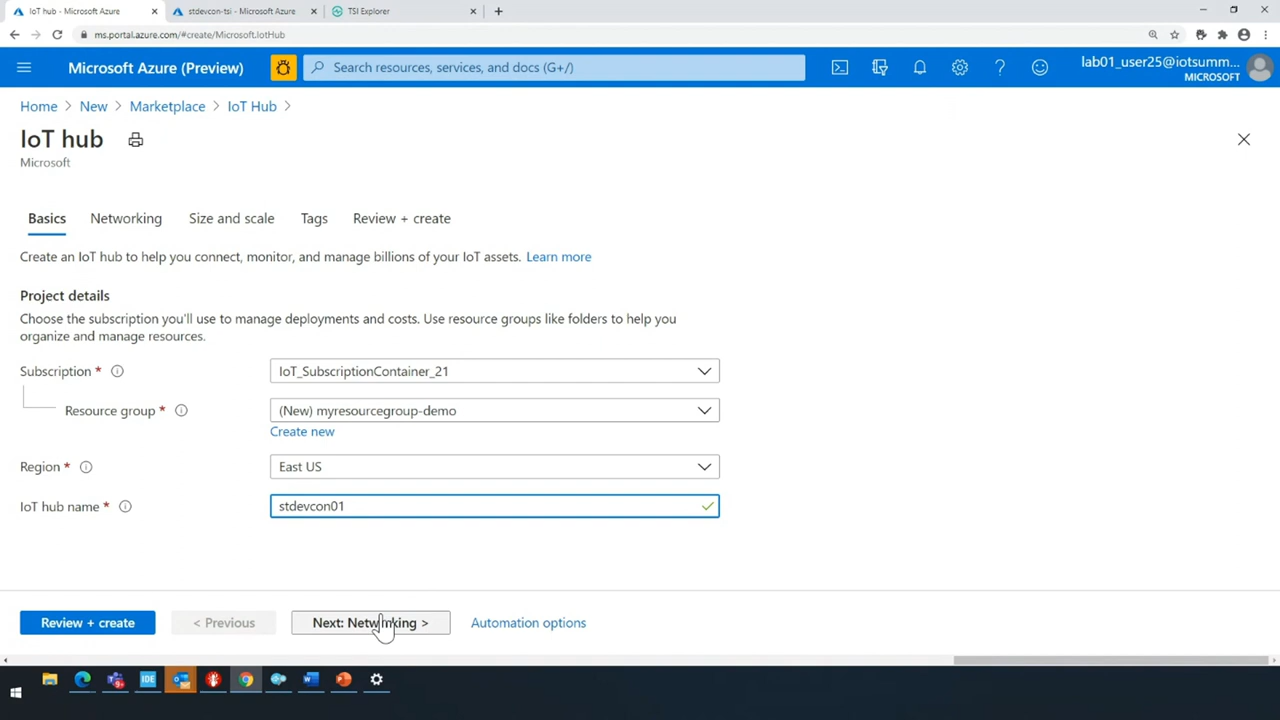 IoT hub - Microsoft Azure
stdevcon-tsi - Microsoft Azure
TSI Explorer
ms.portal.azure.com/#create/Microsoft.IotHub
Microsoft Azure (Preview)
Search resources, services, and docs (G+/)
lab01_user25@iotsumm...
MICROSOFT
Home > New > Marketplace > IoT Hub >
IoT hub
Microsoft
Basics Networking Size and scale Tags Review + create
Create an IoT hub to help you connect, monitor, and manage billions of your IoT assets. Learn more
Project details
Choose the subscription you'll use to manage deployments and costs. Use resource groups like folders to help you
organize and manage resources.
Subscription * IoT_SubscriptionContainer_21
Resource group * (New) myresourcegroup-demo
Create new
Region * East US
IoT hub name * stdevcon01
Review + create < Previous Next: Networking > Automation options
IDE